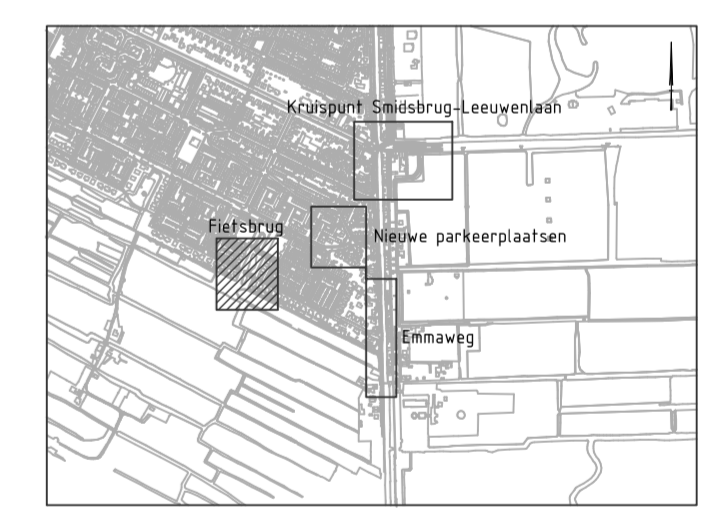 Kruispunt Smidsbrug-Leeuwenlaan
Fietsbrug
Nieuwe parkeerplaatsen
Emmaweg